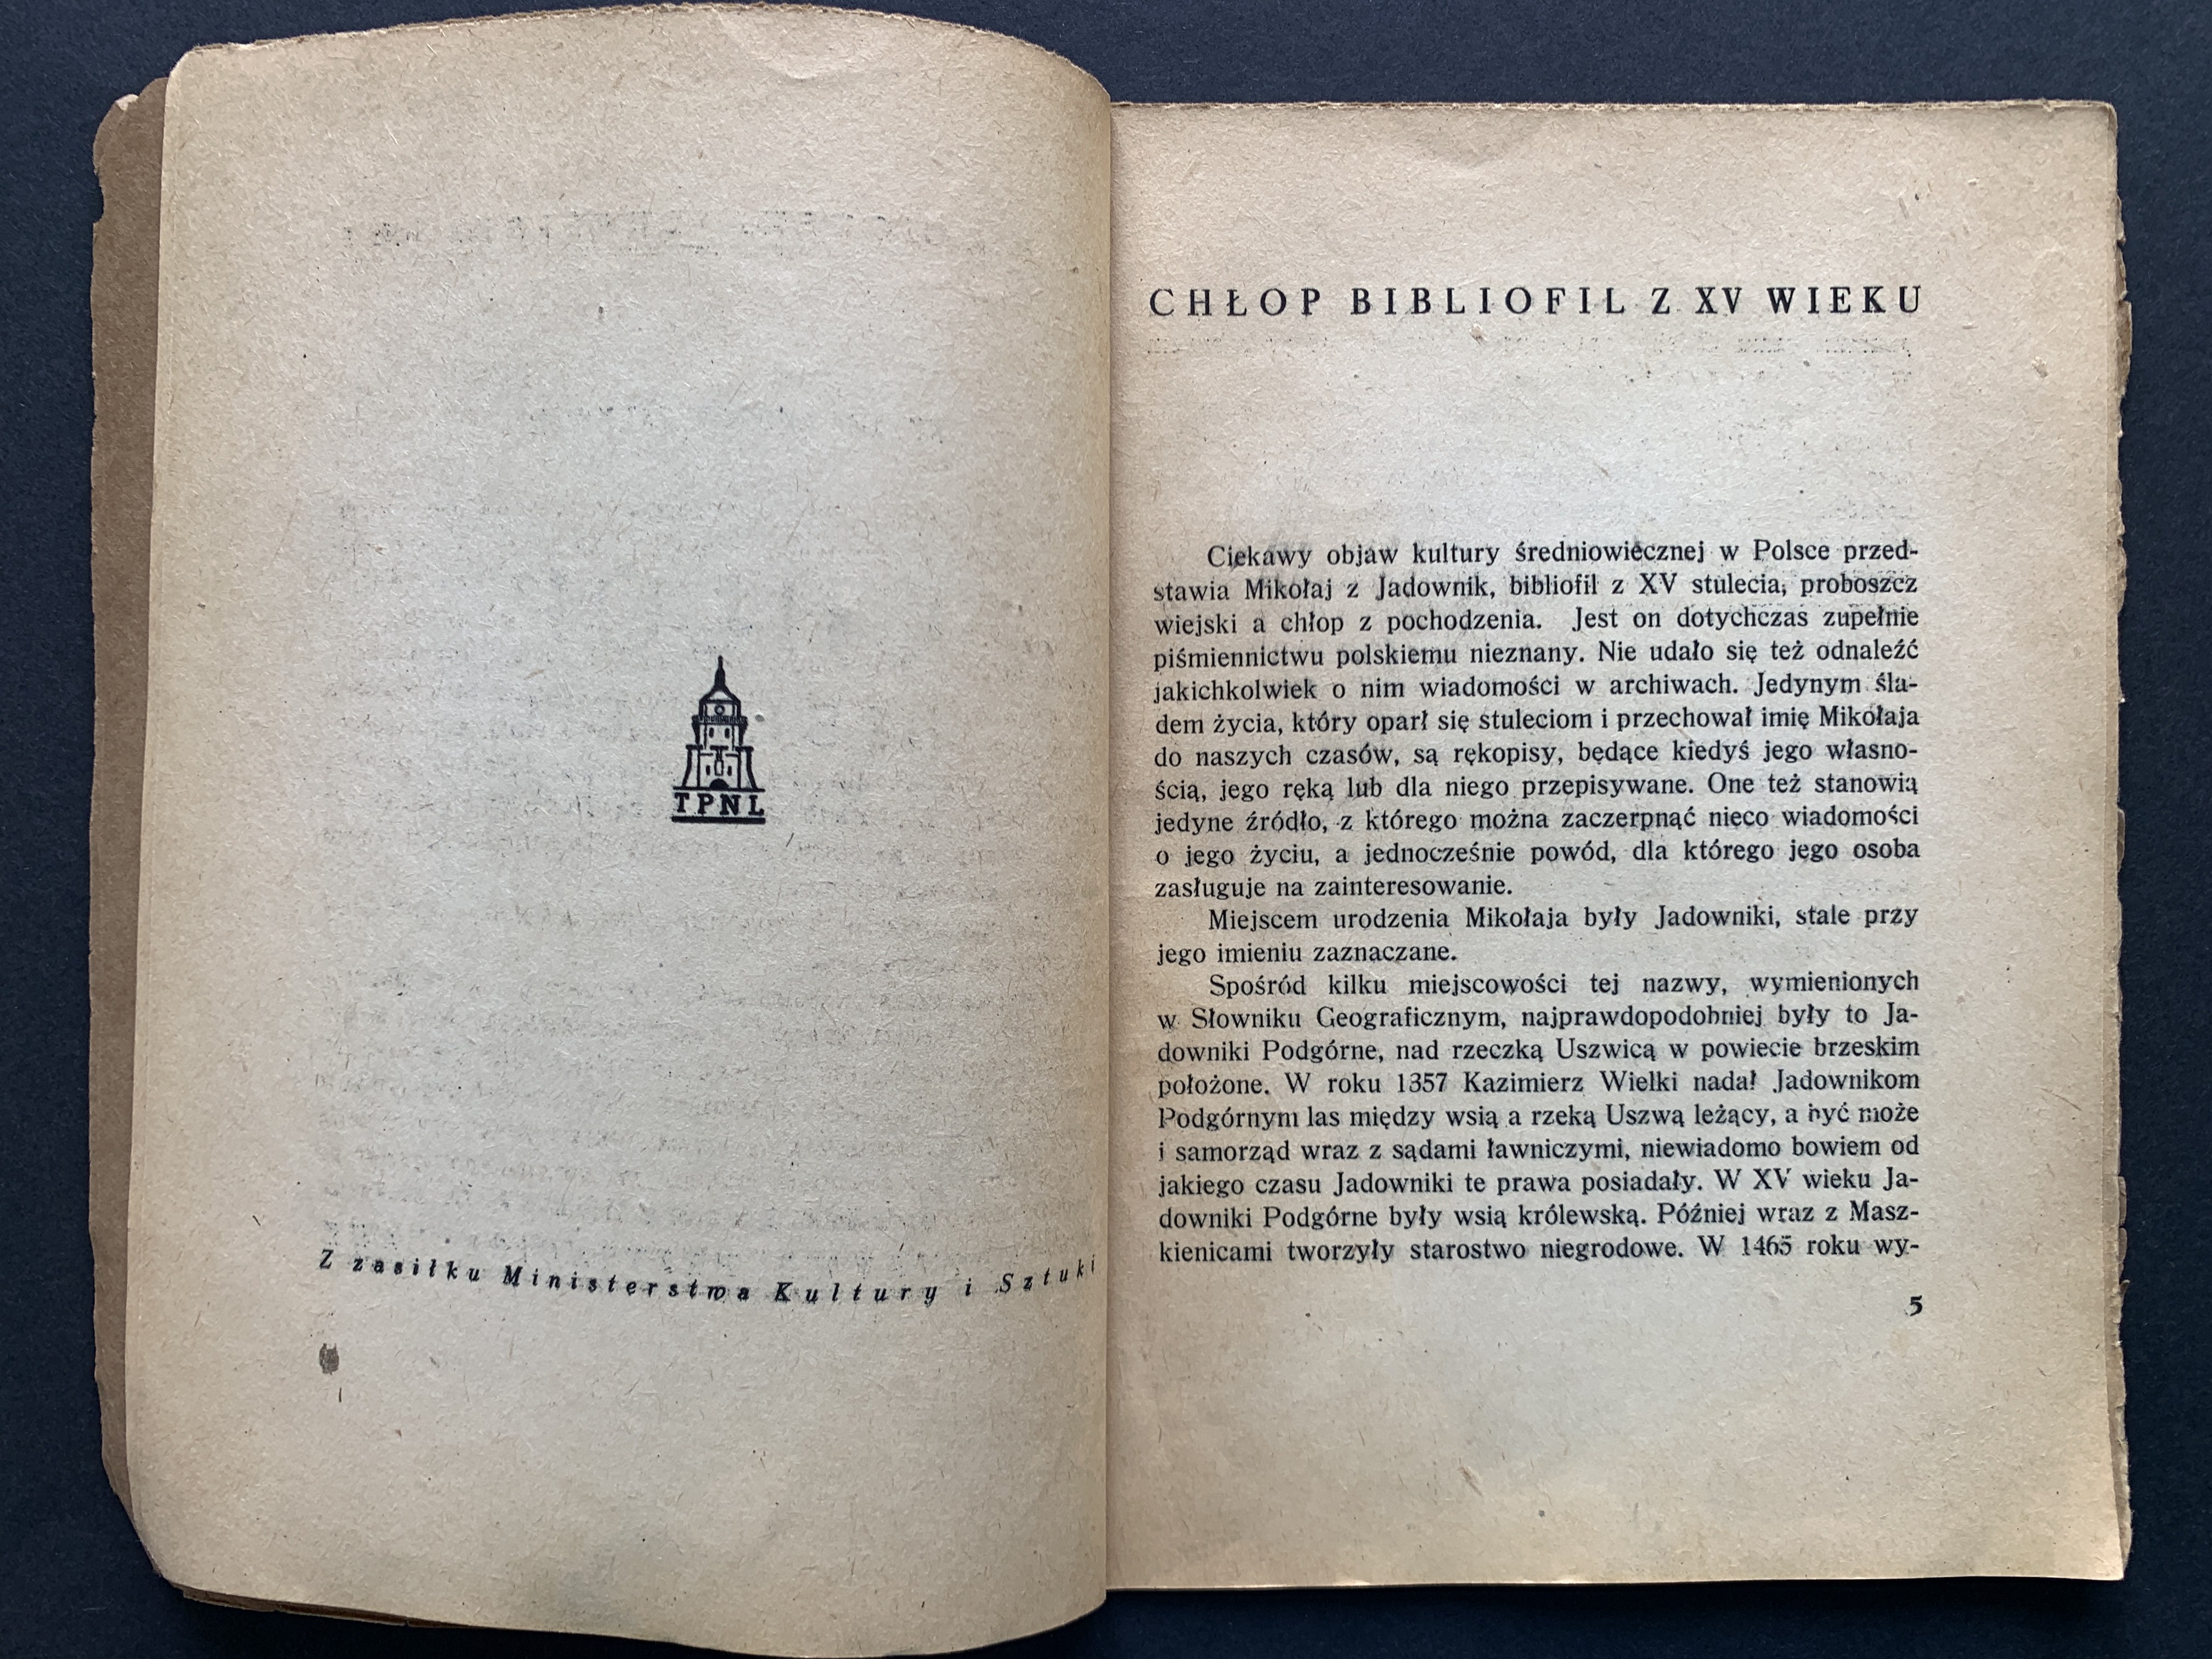 TPNL
Z zasiłku Ministerstwa Kultury i Sztuki
CHŁOP BIBLIOFIL Z XV WIEKU
Ciekawy objaw kultury średniowiecznej w Polsce przed-
stawia Mikołaj z Jadownik, bibliofil z XV stulecia, proboszcz
wiejski a chłop z pochodzenia. Jest on dotychczas zupełnie
piśmiennictwu polskiemu nieznany. Nie udało się też odnaleźć
jakichkolwiek o nim wiadomości w archiwach. Jedynym śla-
dem życia, który oparł się stuleciom i przechował imię Mikołaja
do naszych czasów, są rękopisy, będące kiedyś jego własno-
ścią, jego ręką lub dla niego przepisywane. One też stanowią
jedyne źródło, z którego można zaczerpnąć nieco wiadomości
o jego życiu, a jednocześnie powód, dla którego jego osoba
zasługuje na zainteresowanie.
Miejscem urodzenia Mikołaja były Jadowniki, stale przy
jego imieniu zaznaczane.
Spośród kilku miejscowości tej nazwy, wymienionych
w Słowniku Geograficznym, najprawdopodobniej były to Ja-
downiki Podgórne, nad rzeczką Uszwicą w powiecie brzeskim
położone. W roku 1357 Kazimierz Wielki nadał Jadownikom
Podgórnym las między wsią a rzeką Uszwą leżący, a być może
i samorząd wraz z sądami ławniczymi, niewiadomo bowiem od
jakiego czasu Jadowniki te prawa posiadały. W XV wieku Ja-
downiki Podgórne były wsią królewską. Później wraz z Masz-
kienicami tworzyły starostwo niegrodowe. W 1465 roku wy-
5